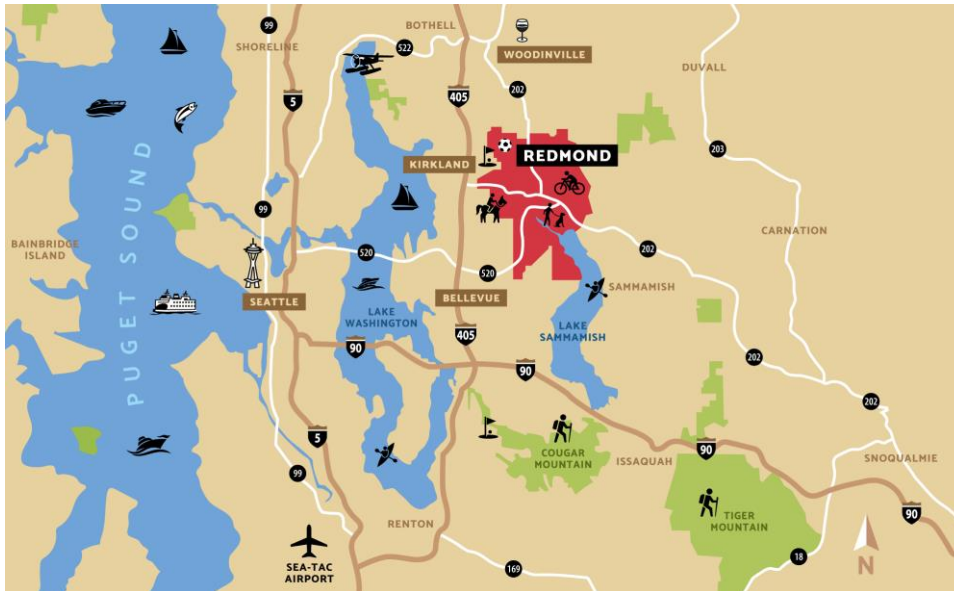 99
BOTHELL
SHORELINE
522
WOODINVILLE
DUVALL
5
405
202
KIRKLAND
REDMOND
203
PUGET SOUND
BAINBRIDGE
ISLAND
99
520
202
CARNATION
520
SEATTLE
BELLEVUE
SAMMAMISH
LAKE
WASHINGTON
LAKE
SAMMAMISH
405
90
90
202
202
5
COUGAR
MOUNTAIN
ISSAQUAH
90
SNOQUALMIE
99
TIGER
MOUNTAIN
90
RENTON
SEA-TAC
AIRPORT
169
18
N